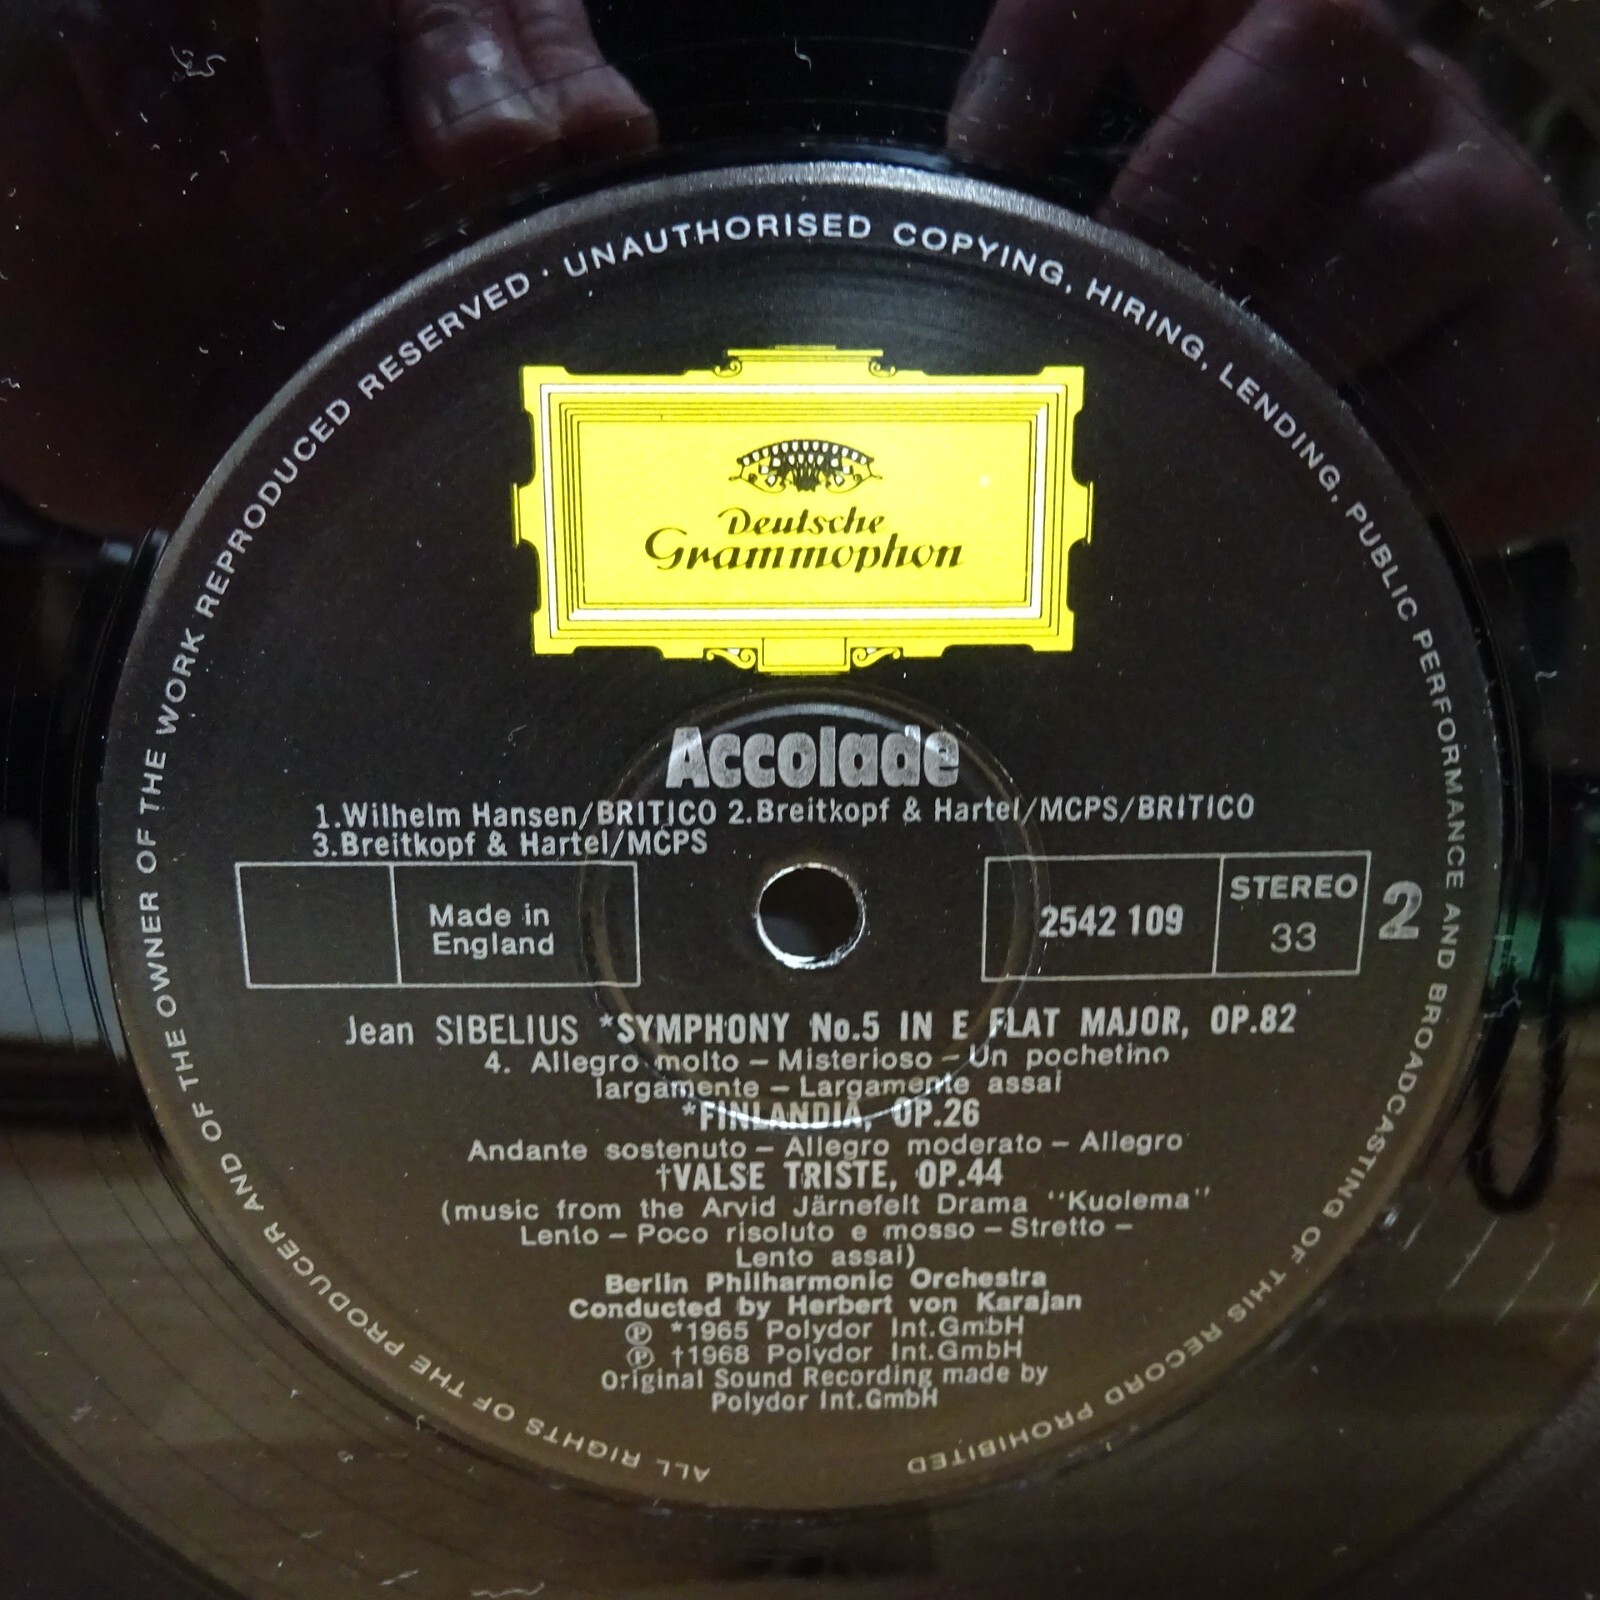 ALL RIGHTS OF THE PRODUCER AND OF THE OWNER OF THE WORK REPRODUCED RESERVED · UNAUTHORISED COPYING, HIRING, LENDING, PUBLIC PERFORMANCE AND BROADCASTING OF THIS RECORD PROHIBITED
Deutsche
Grammophon
Accolade
1.Wilhelm Hansen/BRITICO 2.Breitkopf & Hartel/MCPS/BRITICO
3.Breitkopf & Hartel/MCPS
Made in
England
2542 109
STEREO
33
2
Jean SIBELIUS *SYMPHONY No.5 IN E FLAT MAJOR, OP.82
4. Allegro molto – Misterioso – Un pochetino
largamente – Largamente assai
*FINLANDIA, OP.26
Andante sostenuto – Allegro moderato – Allegro
†VALSE TRISTE, OP.44
(music from the Arvid Järnefelt Drama "Kuolema"
Lento – Poco risoluto e mosso – Stretto –
Lento assai)
Berlin Philharmonic Orchestra
Conducted by Herbert von Karajan
℗ *1965 Polydor Int.GmbH
℗ †1968 Polydor Int.GmbH
Original Sound Recording made by
Polydor Int.GmbH